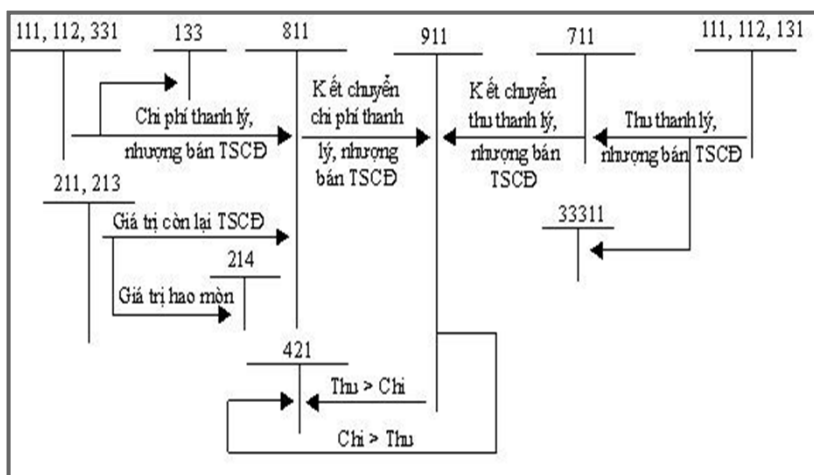 111, 112, 331
133
811
911
711
111, 112, 131
Chi phí thanh lý,
nhượng bán TSCĐ
Kết chuyển
chi phí thanh
lý, nhượng
bán TSCĐ
Kết chuyển
thu thanh lý,
nhượng bán
TSCĐ
Thu thanh lý,
nhượng bán TSCĐ
211, 213
Giá trị còn lại TSCĐ
214
Giá trị hao mòn
33311
421
Thu > Chi
Chi > Thu